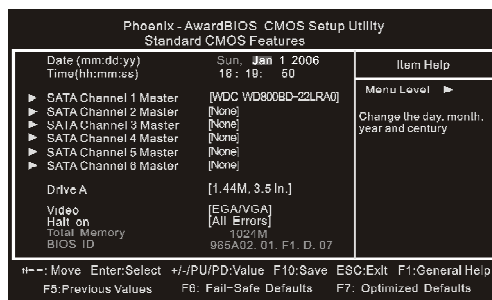 Phoenix - AwardBIOS CMOS Setup Utility
Standard CMOS Features
Date (mm:dd:yy) Sun, Jan 1 2006
Time(hh:mm:ss) 16: 19: 50
► SATA Channel 1 Master [WDC WD800BD-22LRA0]
► SATA Channel 2 Master [None]
► SATA Channel 3 Master [None]
► SATA Channel 4 Master [None]
► SATA Channel 5 Master [None]
► SATA Channel 6 Master [None]
Drive A [1.44M, 3.5 In.]
Video [EGA/VGA]
Halt on [All Errors]
Total Memory 1024M
BIOS ID 965A02. 01. F1. D. 07
Item Help
Menu Level ►
Change the day, month,
year and century
: Move Enter:Select +/-/PU/PD:Value F10:Save ESC:Exit F1:General Help
F5:Previous Values F6: Fail-Safe Defaults F7: Optimized Defaults